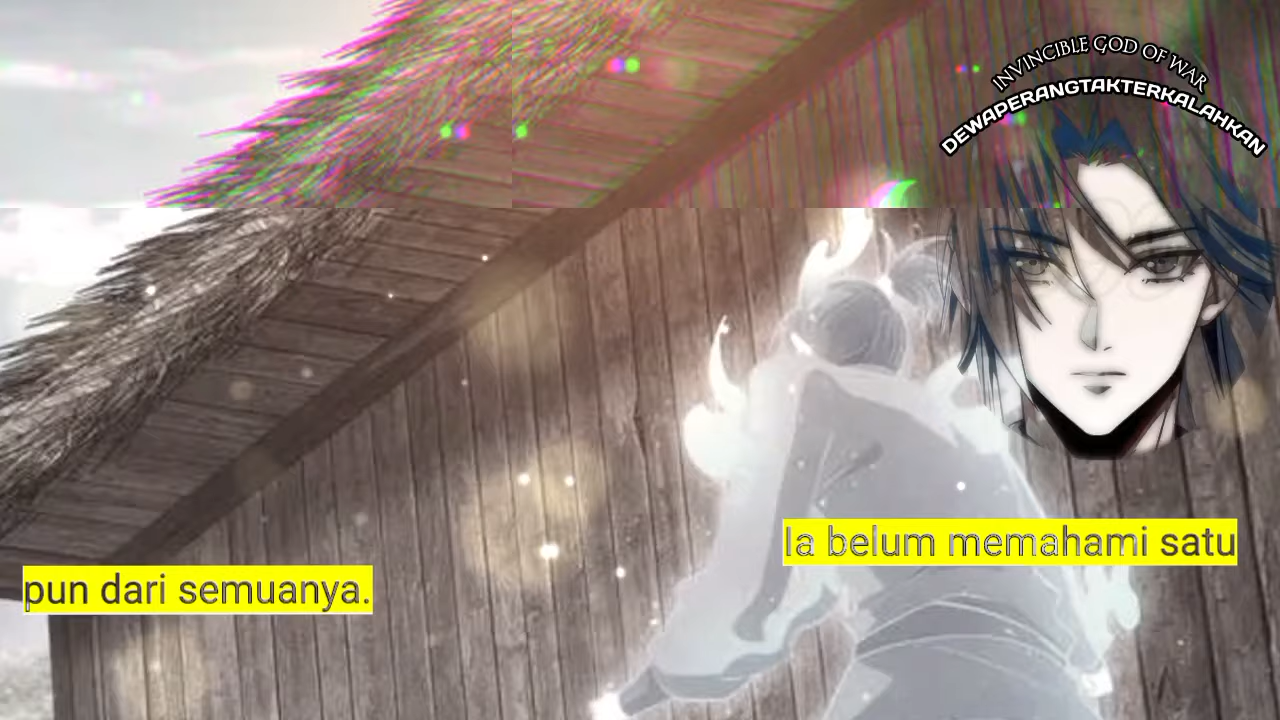 INVINCIBLE GOD OF WAR
DEWAPERANGTAKTERKALAHKAN
Ia belum memahami satu
pun dari semuanya.